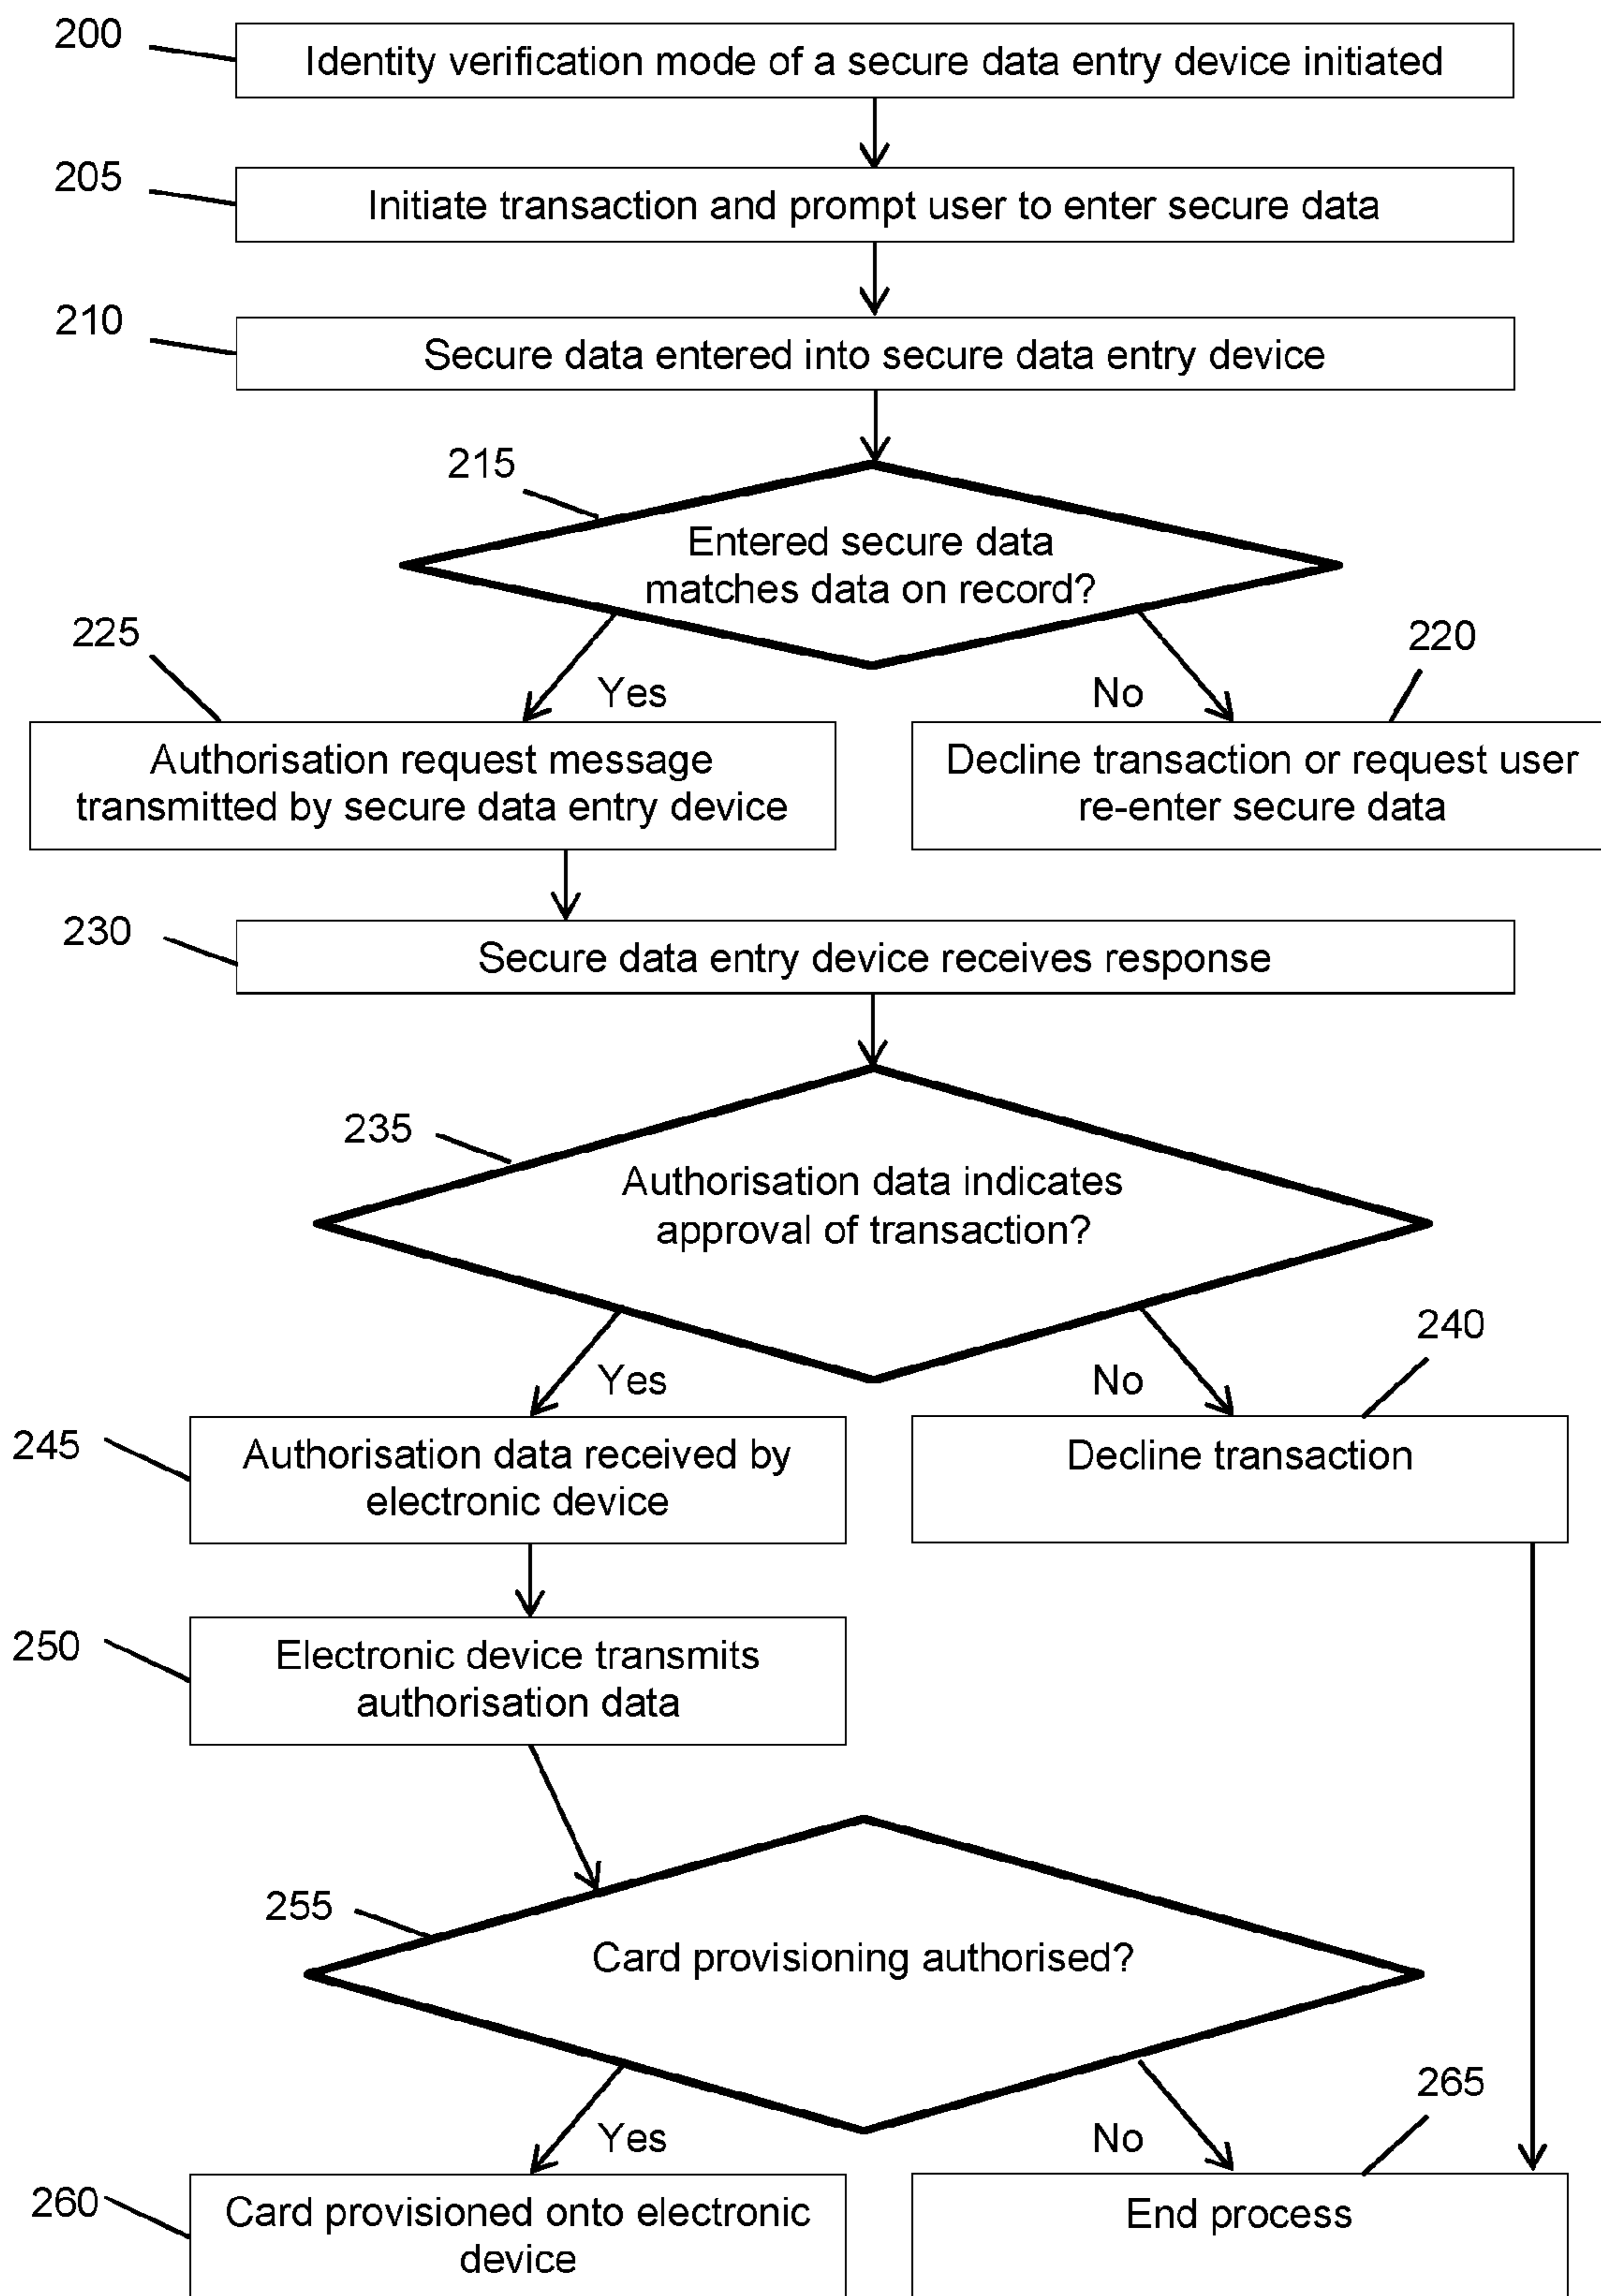 200
Identity verification mode of a secure data entry device initiated
205
Initiate transaction and prompt user to enter secure data
210
Secure data entered into secure data entry device
215
Entered secure data
matches data on record?
225
220
Yes
No
Authorisation request message
transmitted by secure data entry device
Decline transaction or request user
re-enter secure data
230
Secure data entry device receives response
235
Authorisation data indicates
approval of transaction?
240
Yes
No
245
Authorisation data received by
electronic device
Decline transaction
250
Electronic device transmits
authorisation data
255
Card provisioning authorised?
265
Yes
No
260
Card provisioned onto electronic
device
End process